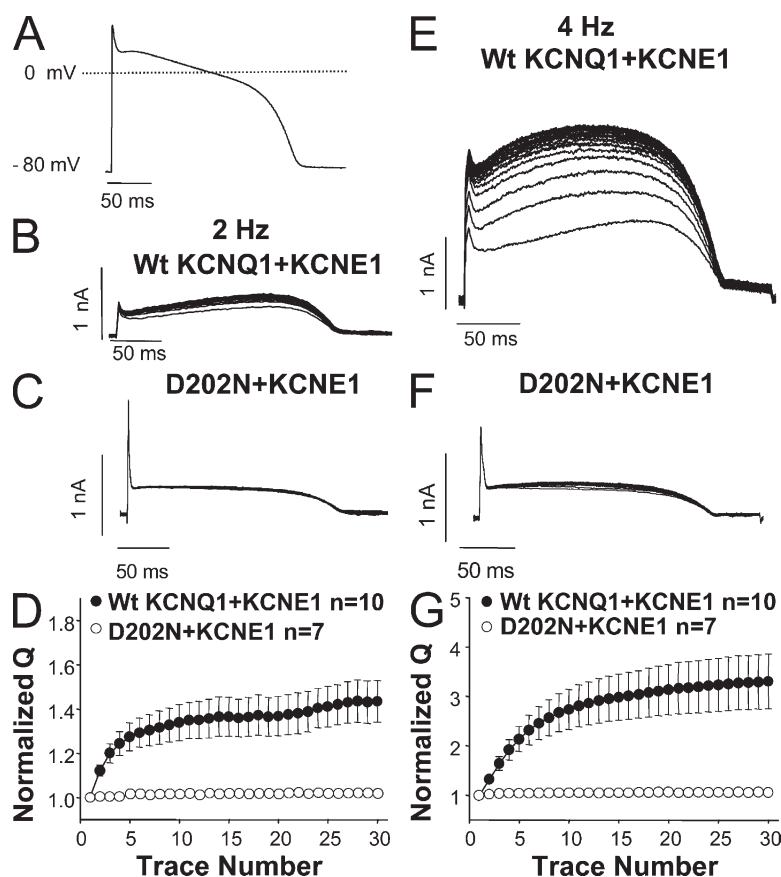 A
0 mV
-80 mV
50 ms
B
2 Hz
Wt KCNQ1+KCNE1
1 nA
50 ms
C
D202N+KCNE1
1 nA
50 ms
D
Wt KCNQ1+KCNE1 n=10
D202N+KCNE1 n=7
Normalized Q
1.8
1.6
1.4
1.2
1.0
0 5 10 15 20 25 30
Trace Number
E
4 Hz
Wt KCNQ1+KCNE1
1 nA
50 ms
F
D202N+KCNE1
1 nA
50 ms
G
Wt KCNQ1+KCNE1 n=10
D202N+KCNE1 n=7
Normalized Q
5
4
3
2
1
0 5 10 15 20 25 30
Trace Number